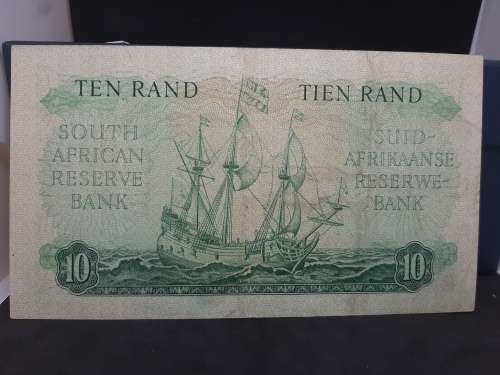 TEN RAND
TIEN RAND
SOUTH
AFRICAN
RESERVE
BANK
SUID-
AFRIKAANSE
RESERWE-
BANK
10
10